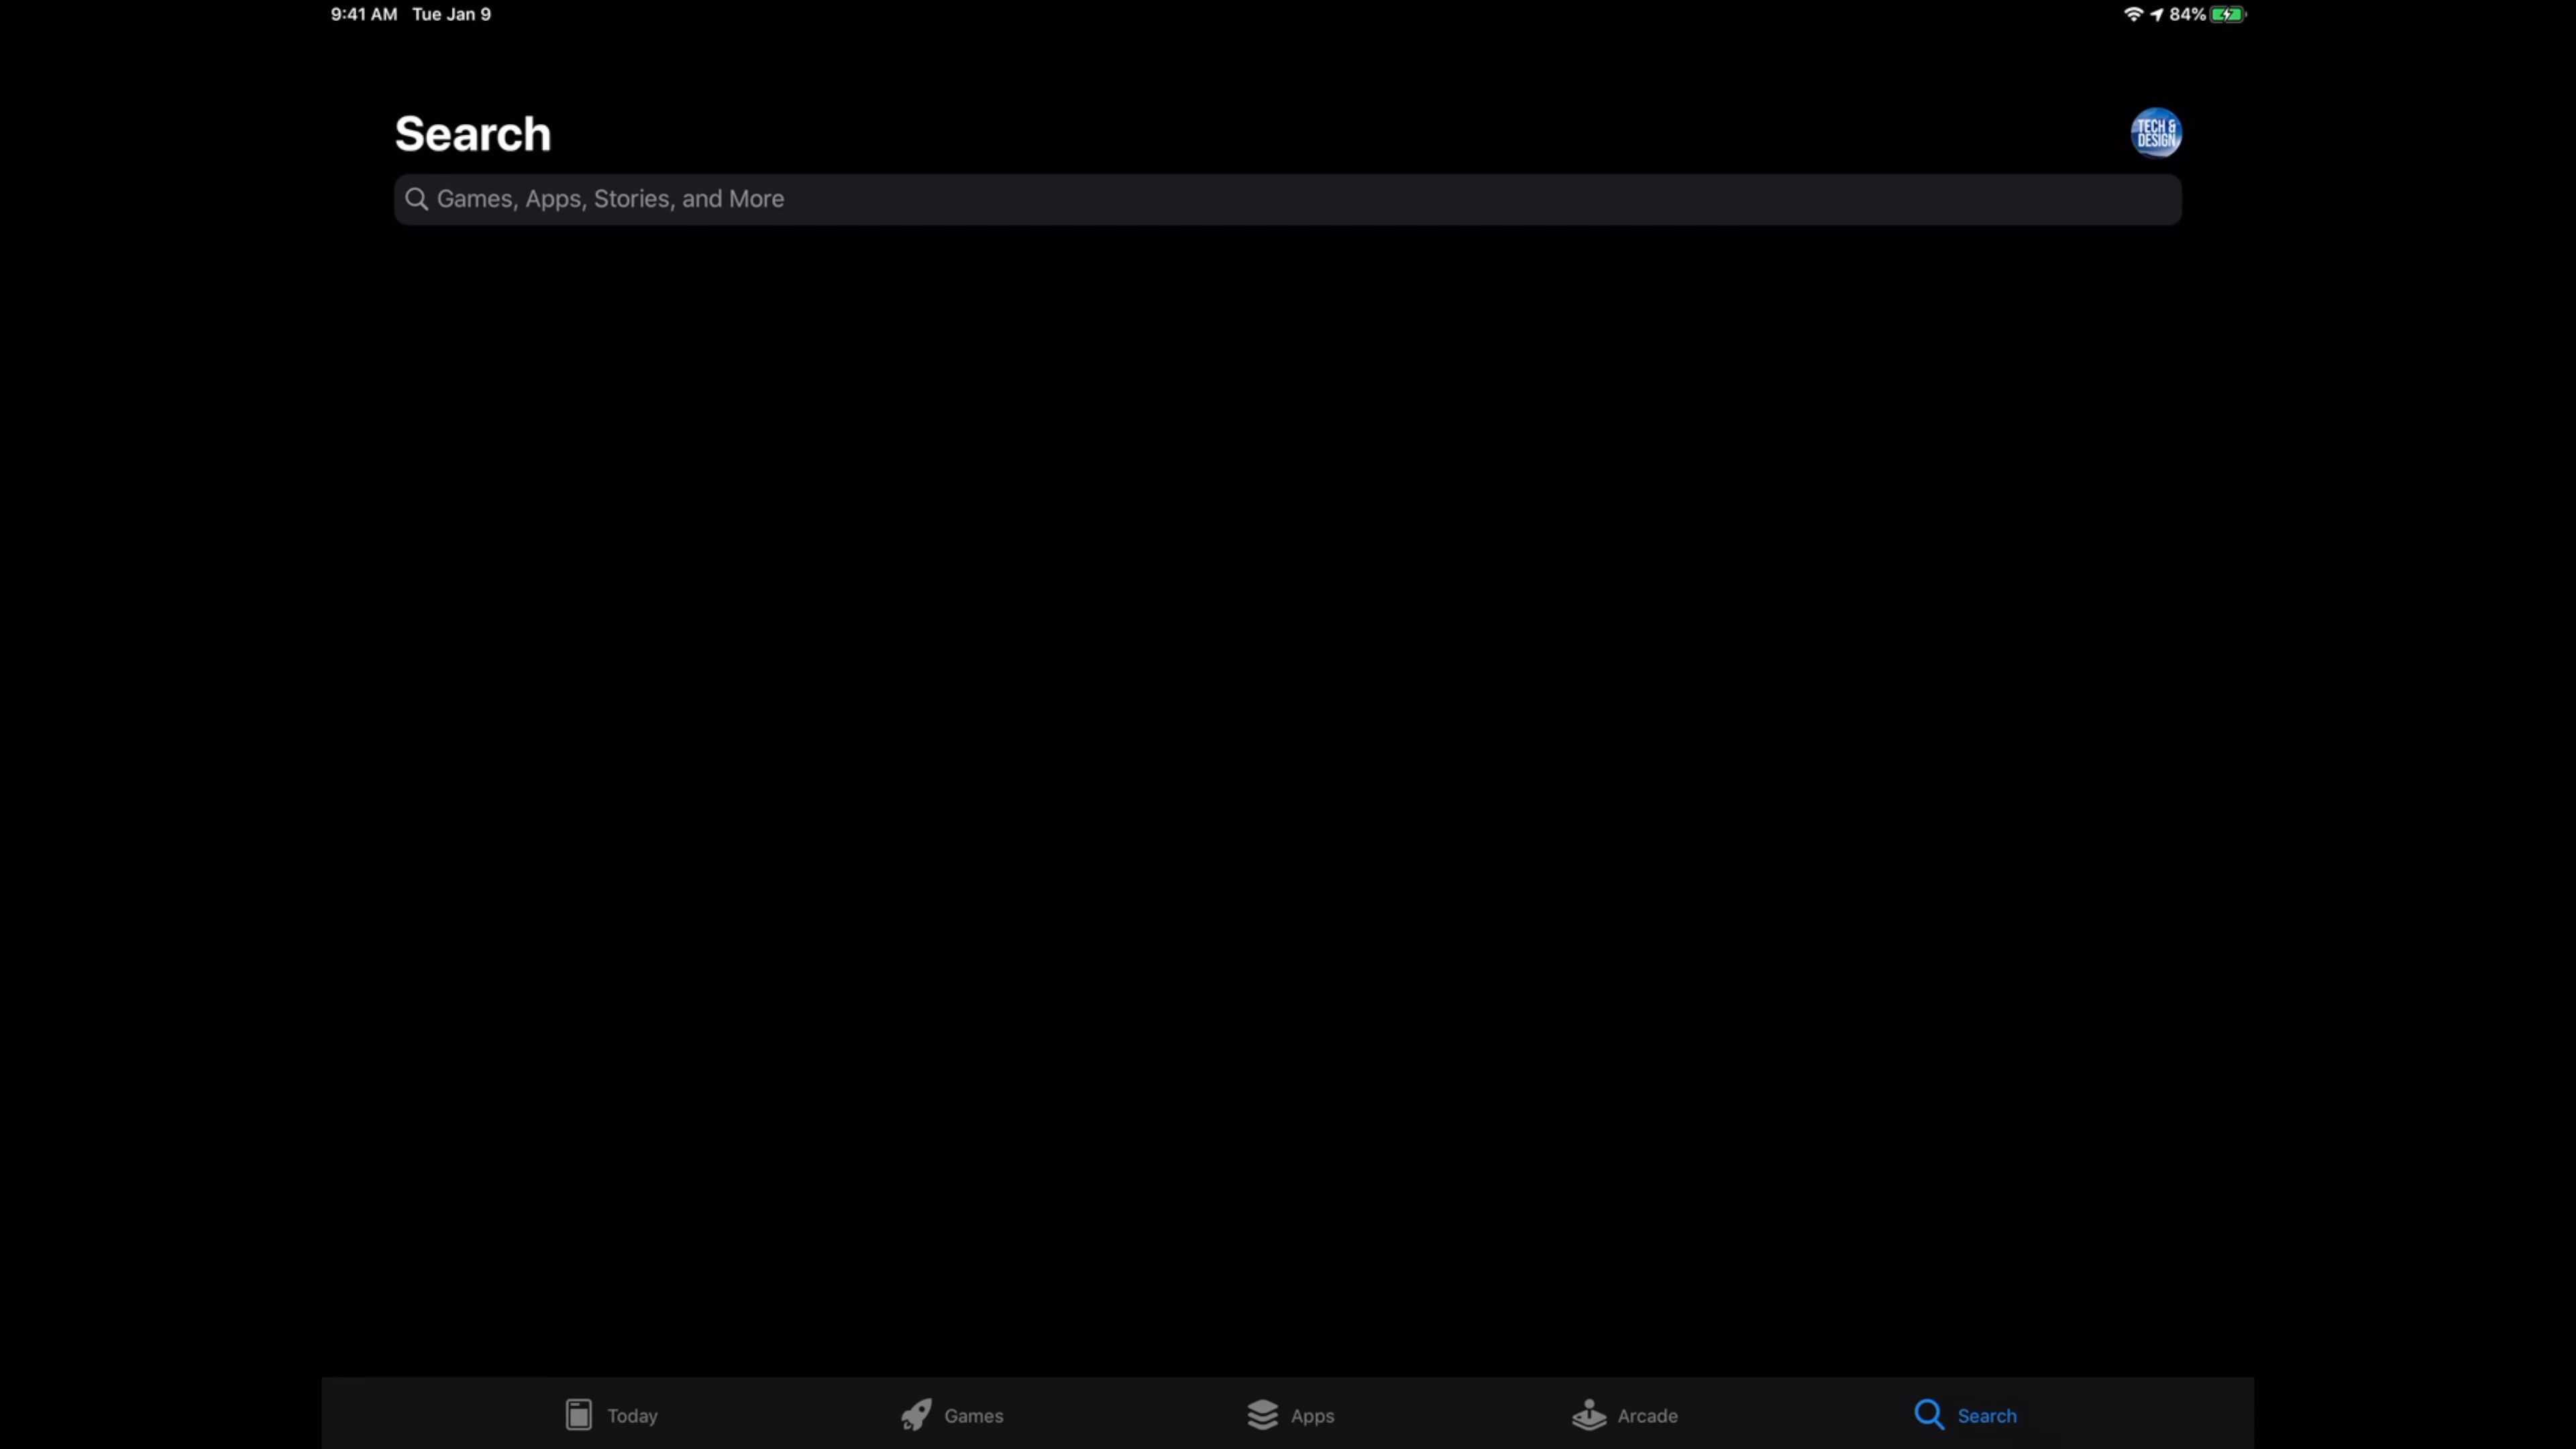 9:41 AM Tue Jan 9
84%
Search
TECH &
DESIGN
Games, Apps, Stories, and More
Today
Games
Apps
Arcade
Search